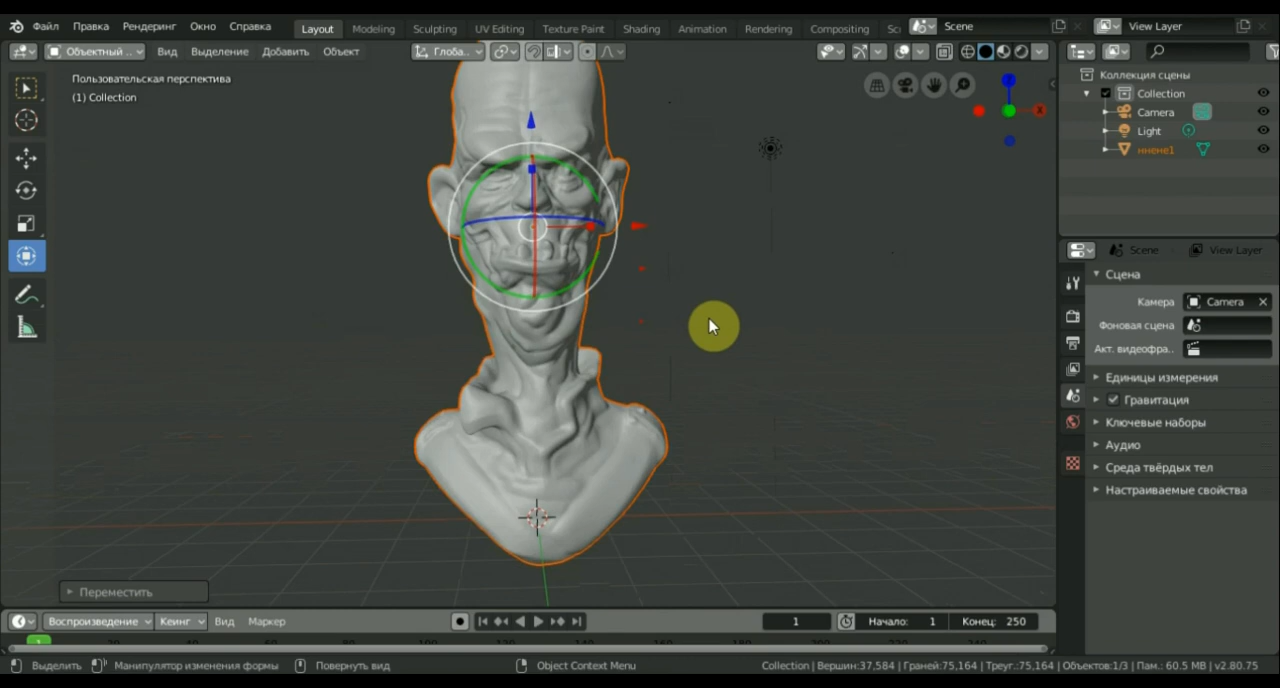 Файл Правка Рендеринг Окно Справка Layout Modeling Sculpting UV Editing Texture Paint Shading Animation Rendering Compositing Sc Scene View Layer
Объектный .. Вид Выделение Добавить Объект Глоба..
Пользовательская перспектива
(1) Collection
X
Коллекция сцены
Collection
Camera
Light
ннене1
Scene View Layer
Сцена
Камера Camera
Фоновая сцена
Акт. видеофра..
Единицы измерения
Гравитация
Ключевые наборы
Аудио
Среда твёрдых тел
Настраиваемые свойства
Переместить
Воспроизведение Кеинг Вид Маркер 1 Начало: 1 Конец: 250
1
Выделить Манипулятор изменения формы Повернуть вид Object Context Menu Collection | Вершин:37,584 | Граней:75,164 | Треуг.:75,164 | Объектов:1/3 | Пам.: 60.5 MB | v2.80.75